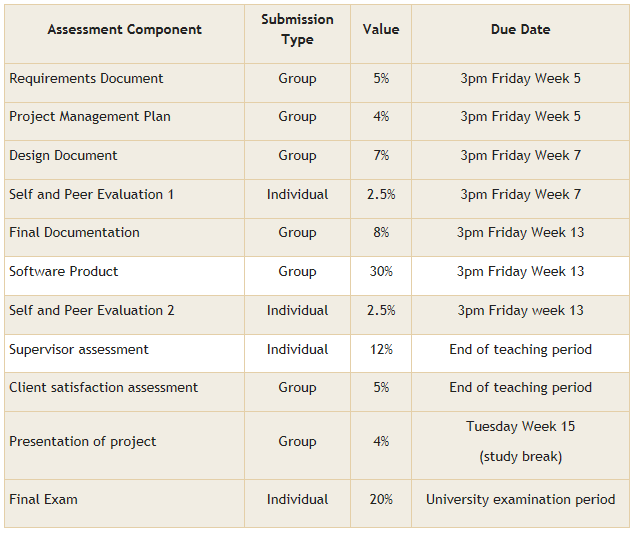 Assessment Component Submission Type Value Due Date
Requirements Document Group 5% 3pm Friday Week 5
Project Management Plan Group 4% 3pm Friday Week 5
Design Document Group 7% 3pm Friday Week 7
Self and Peer Evaluation 1 Individual 2.5% 3pm Friday Week 7
Final Documentation Group 8% 3pm Friday Week 13
Software Product Group 30% 3pm Friday Week 13
Self and Peer Evaluation 2 Individual 2.5% 3pm Friday week 13
Supervisor assessment Individual 12% End of teaching period
Client satisfaction assessment Group 5% End of teaching period
Presentation of project Group 4% Tuesday Week 15
(study break)
Final Exam Individual 20% University examination period